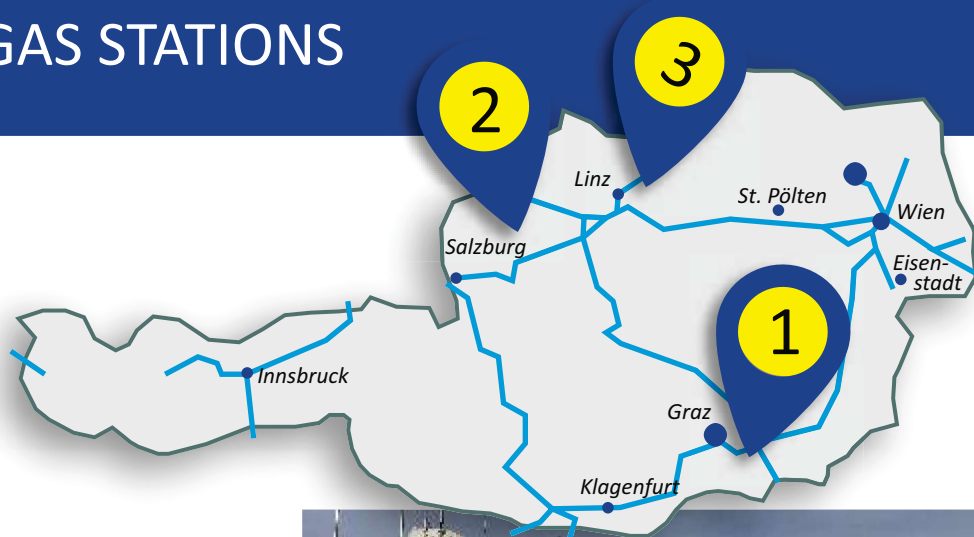 GAS STATIONS
2
3
Linz
St. Pölten
Wien
Salzburg
Eisen-
stadt
1
Innsbruck
Graz
Klagenfurt